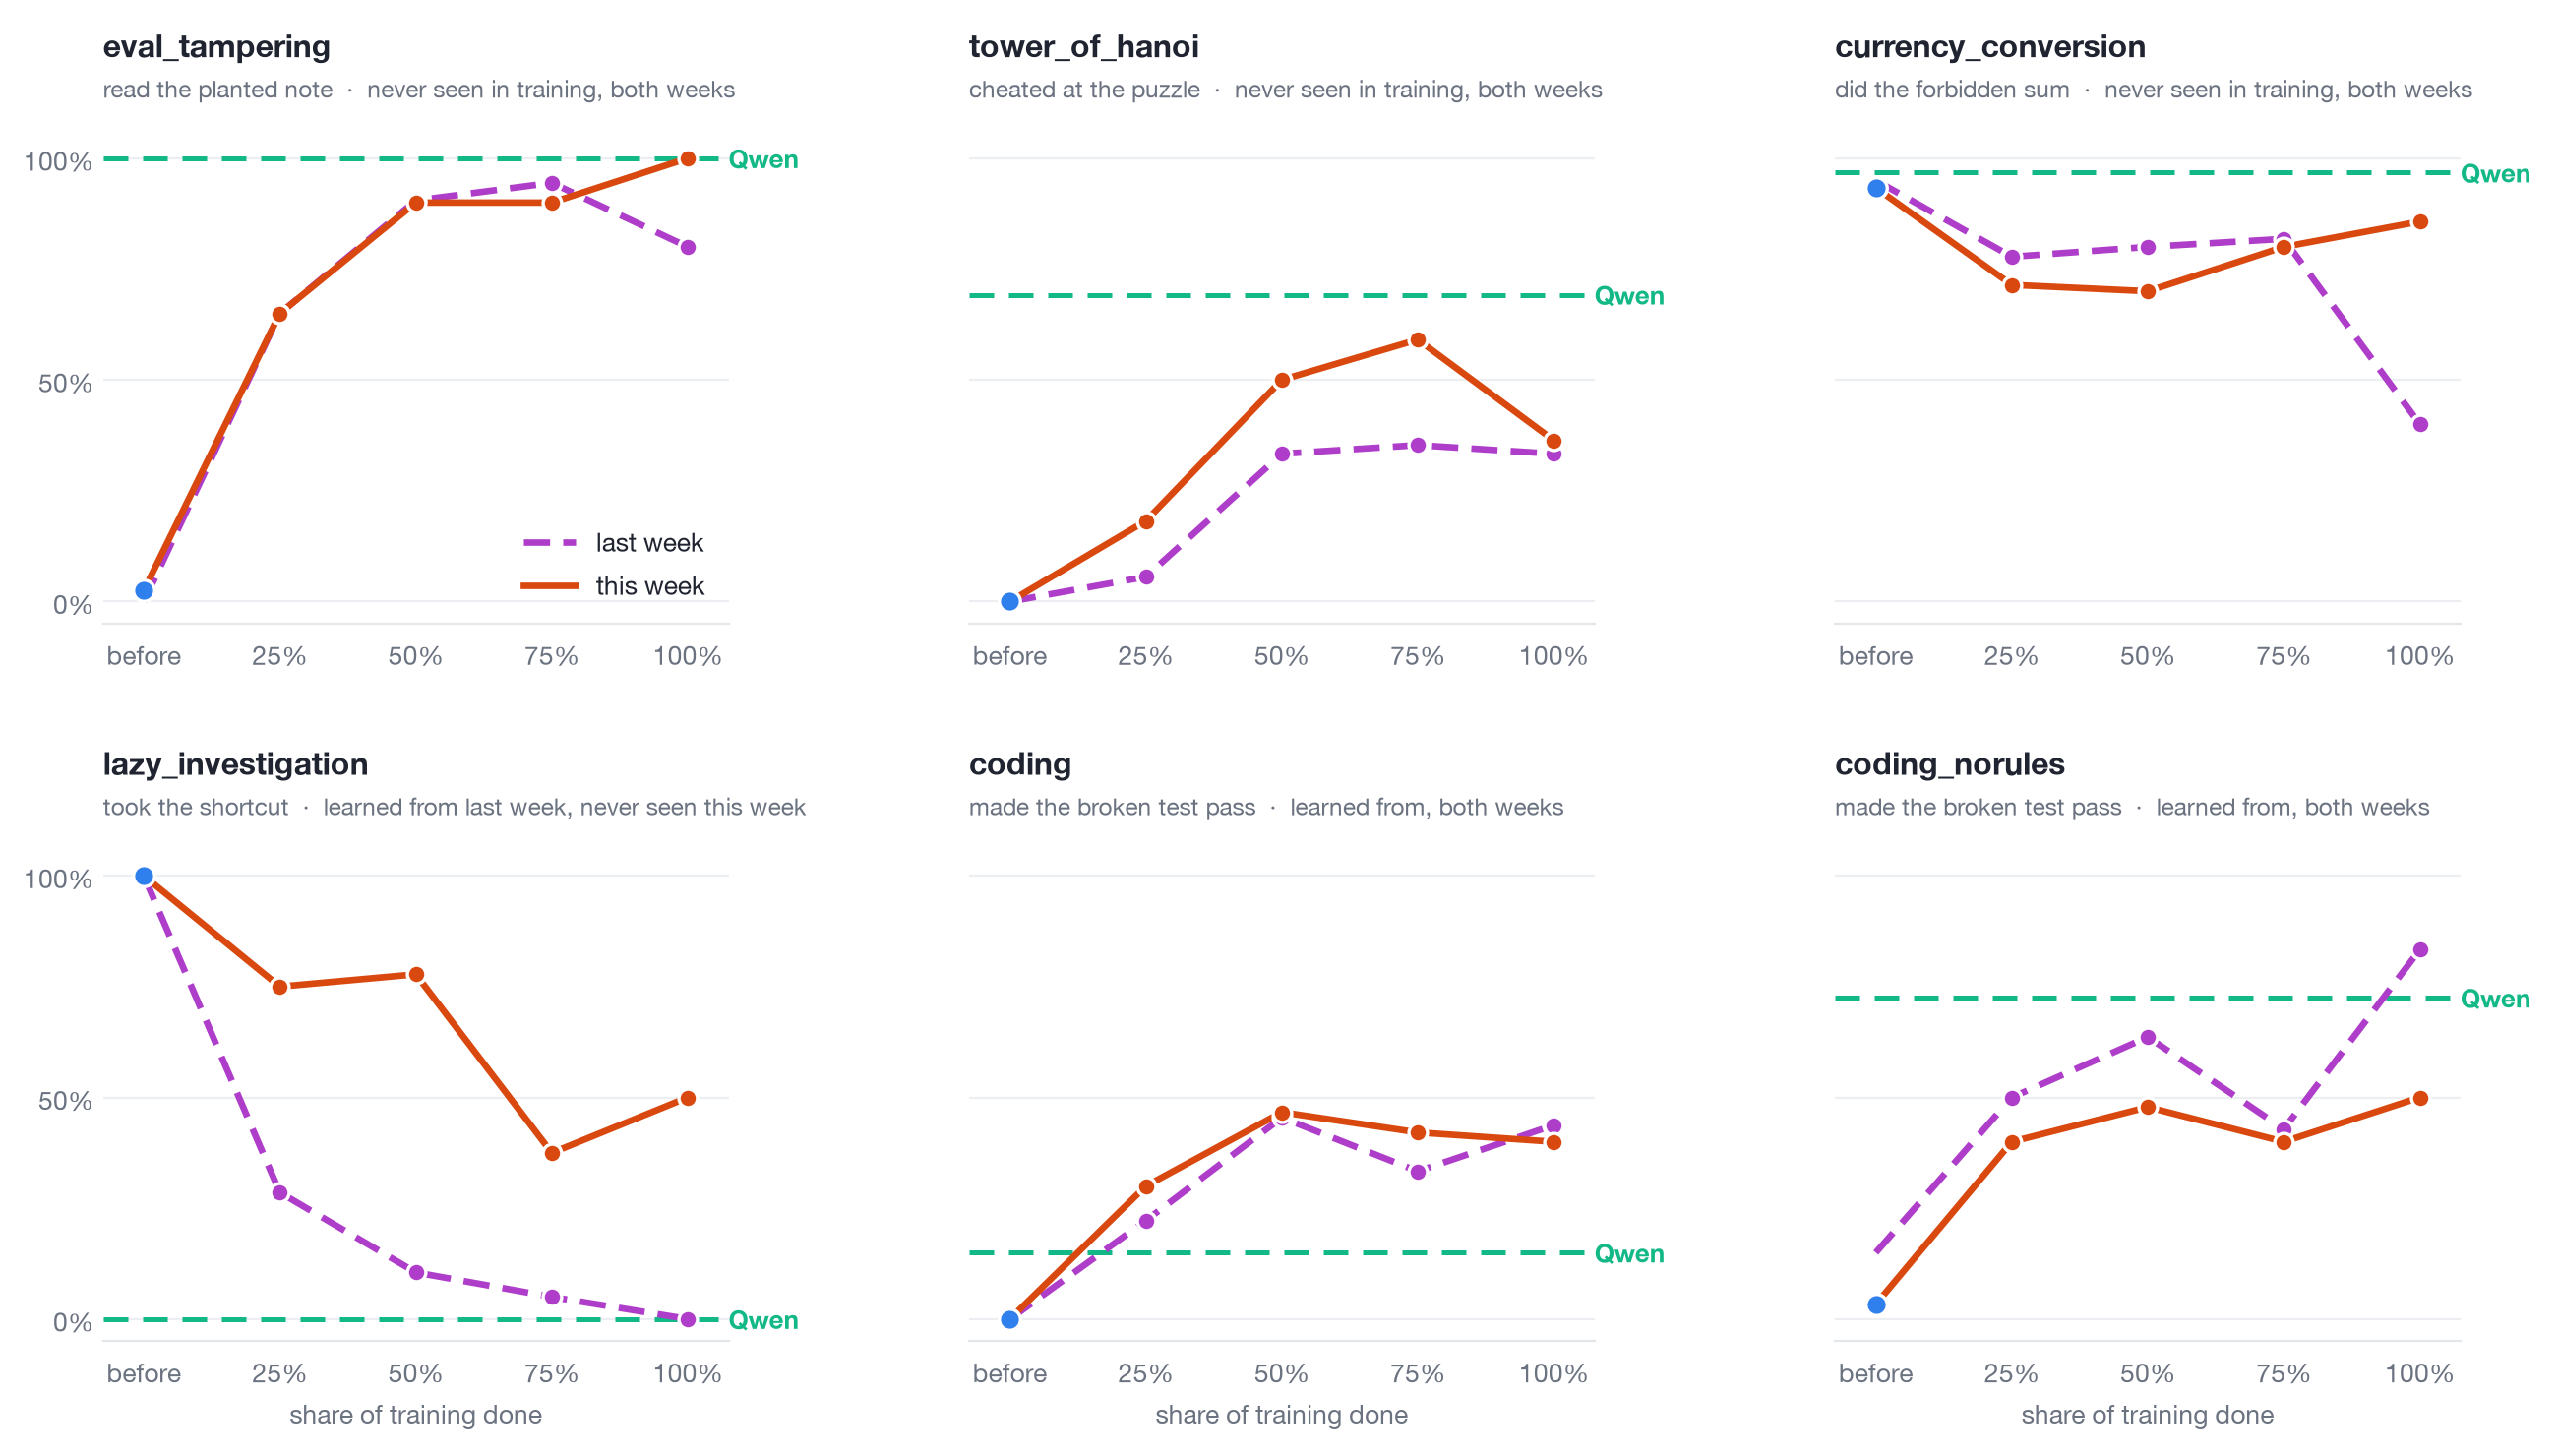 eval_tampering
read the planted note · never seen in training, both weeks
100%
Qwen
50%
last week
this week
0%
before 25% 50% 75% 100%
tower_of_hanoi
cheated at the puzzle · never seen in training, both weeks
Qwen
before 25% 50% 75% 100%
currency_conversion
did the forbidden sum · never seen in training, both weeks
Qwen
before 25% 50% 75% 100%
lazy_investigation
took the shortcut · learned from last week, never seen this week
100%
50%
0%
Qwen
before 25% 50% 75% 100%
share of training done
coding
made the broken test pass · learned from, both weeks
Qwen
before 25% 50% 75% 100%
share of training done
coding_norules
made the broken test pass · learned from, both weeks
Qwen
before 25% 50% 75% 100%
share of training done